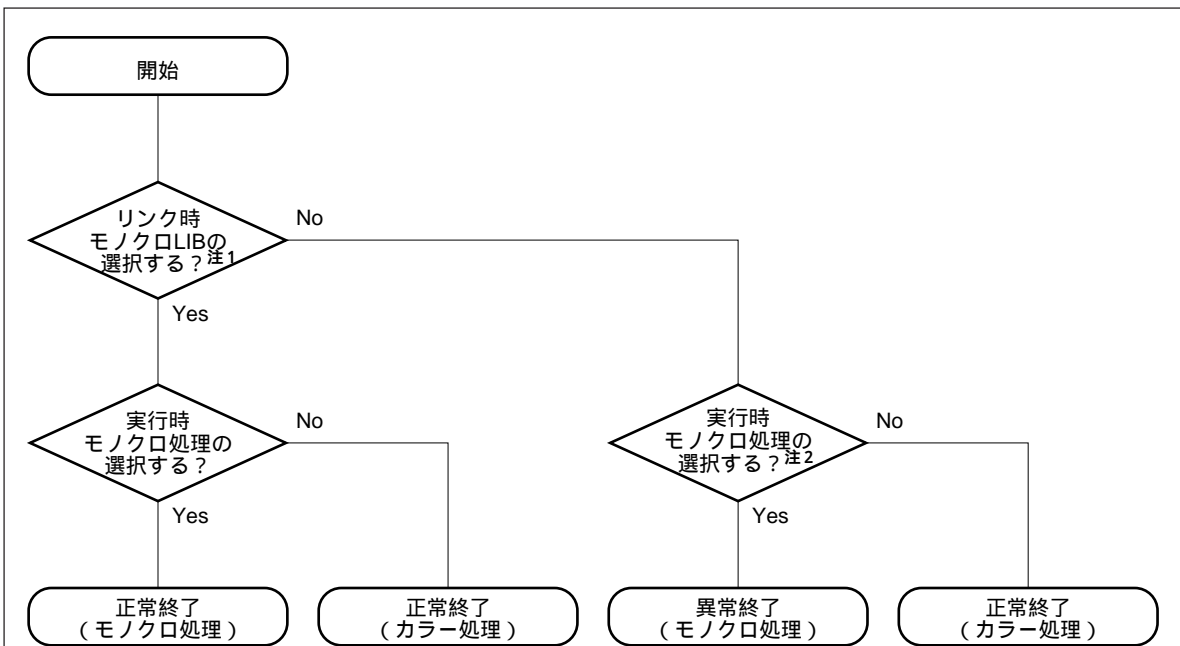 開始
リンク時
モノクロLIBの
選択する？注1
No
Yes
実行時
モノクロ処理の
選択する？
No
Yes
実行時
モノクロ処理の
選択する？注2
No
Yes
正常終了
（モノクロ処理）
正常終了
（カラー処理）
異常終了
（モノクロ処理）
正常終了
（カラー処理）